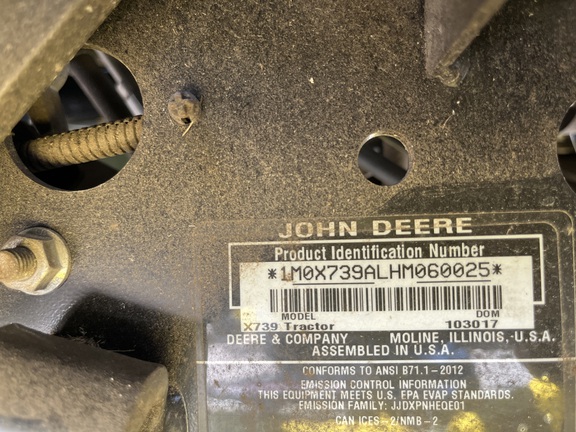 JOHN DEERE
Product Identification Number
*1M0X739ALHM060025*
MODEL DOM
X739 Tractor 103017
DEERE & COMPANY MOLINE, ILLINOIS, U.S.A.
ASSEMBLED IN U.S.A.
CONFORMS TO ANSI B71.1-2012
EMISSION CONTROL INFORMATION
THIS EQUIPMENT MEETS U.S. EPA EVAP STANDARDS.
EMISSION FAMILY: JJDXPNHEQE01
CAN ICES-2/NMB-2